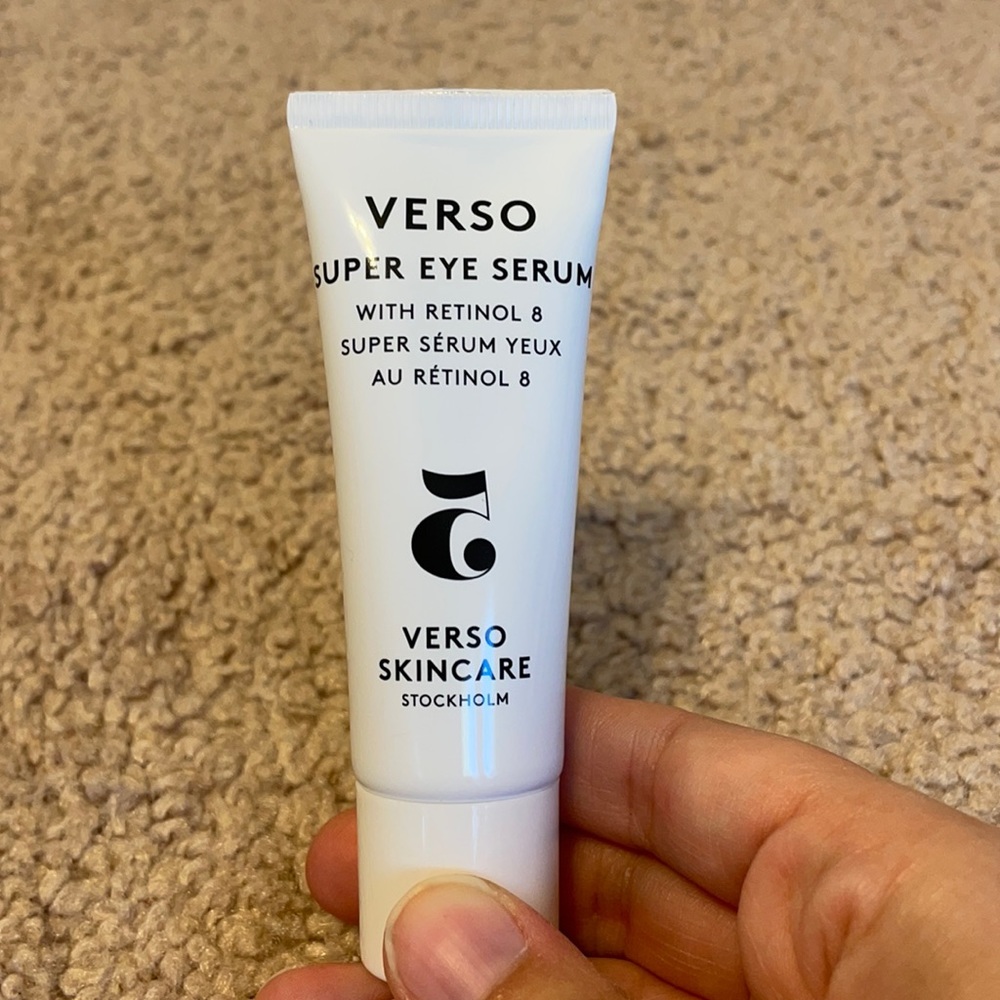 VERSO
SUPER EYE SERUM
WITH RETINOL 8
SUPER SÉRUM YEUX
AU RÉTINOL 8
5
VERSO
SKINCARE
STOCKHOLM